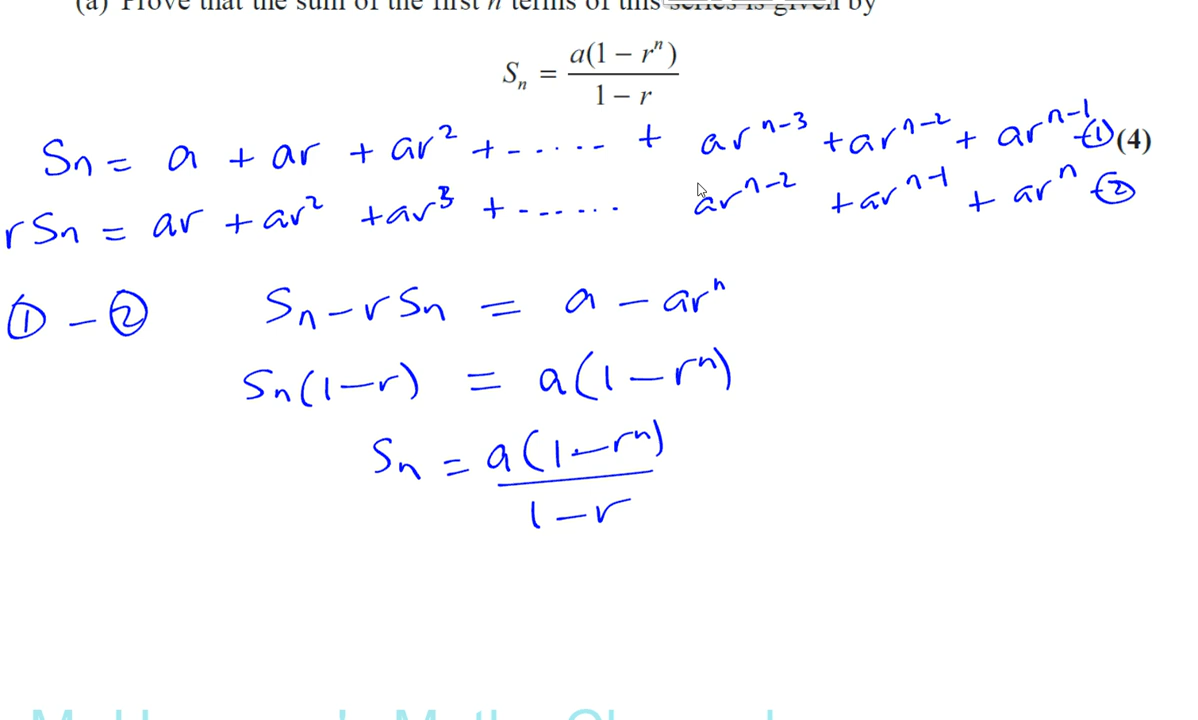 (a) Prove that the sum of the first n terms of this series is given by
Sₙ = a(1 – rⁿ) / 1 – r
(4)
Sn = a + ar + ar² + ------ + arⁿ⁻³ + arⁿ⁻² + arⁿ⁻¹ –①
rSn = ar + ar² + ar³ + ------ arⁿ⁻² + arⁿ⁻¹ + arⁿ –②
① – ② Sn – rSn = a – arⁿ
Sn(1–r) = a(1–rⁿ)
Sn = a(1–rⁿ) / 1–r